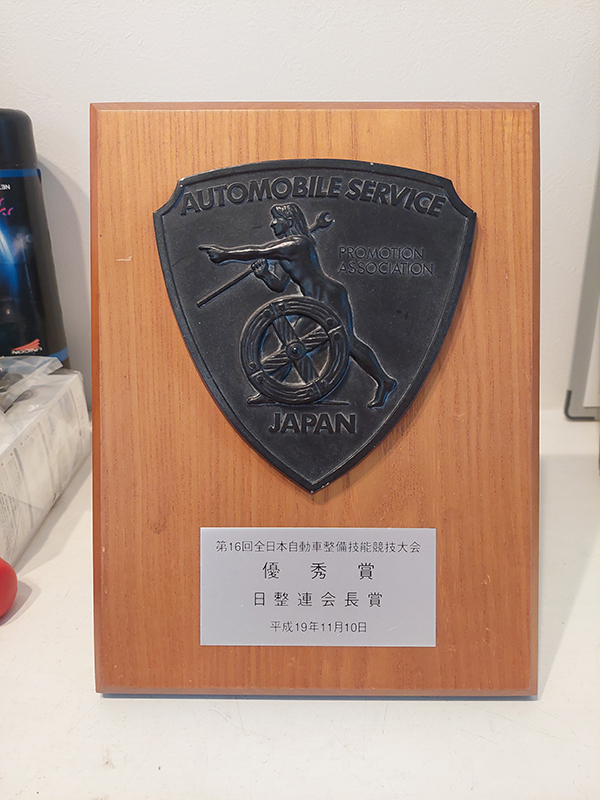 AUTOMOBILE SERVICE
PROMOTION
ASSOCIATION
JAPAN
第16回全日本自動車整備技能競技大会
優秀賞
日整連会長賞
平成19年11月10日